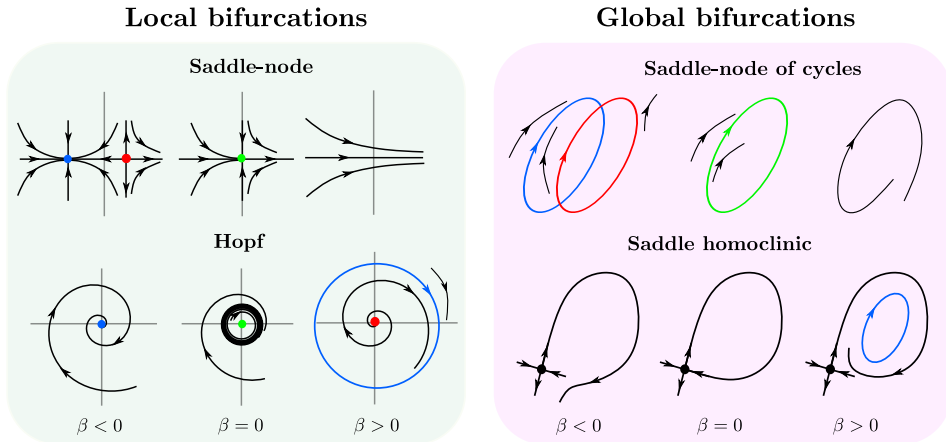 Local bifurcations
Saddle-node
Hopf
β < 0
β = 0
β > 0
Global bifurcations
Saddle-node of cycles
Saddle homoclinic
β < 0
β = 0
β > 0